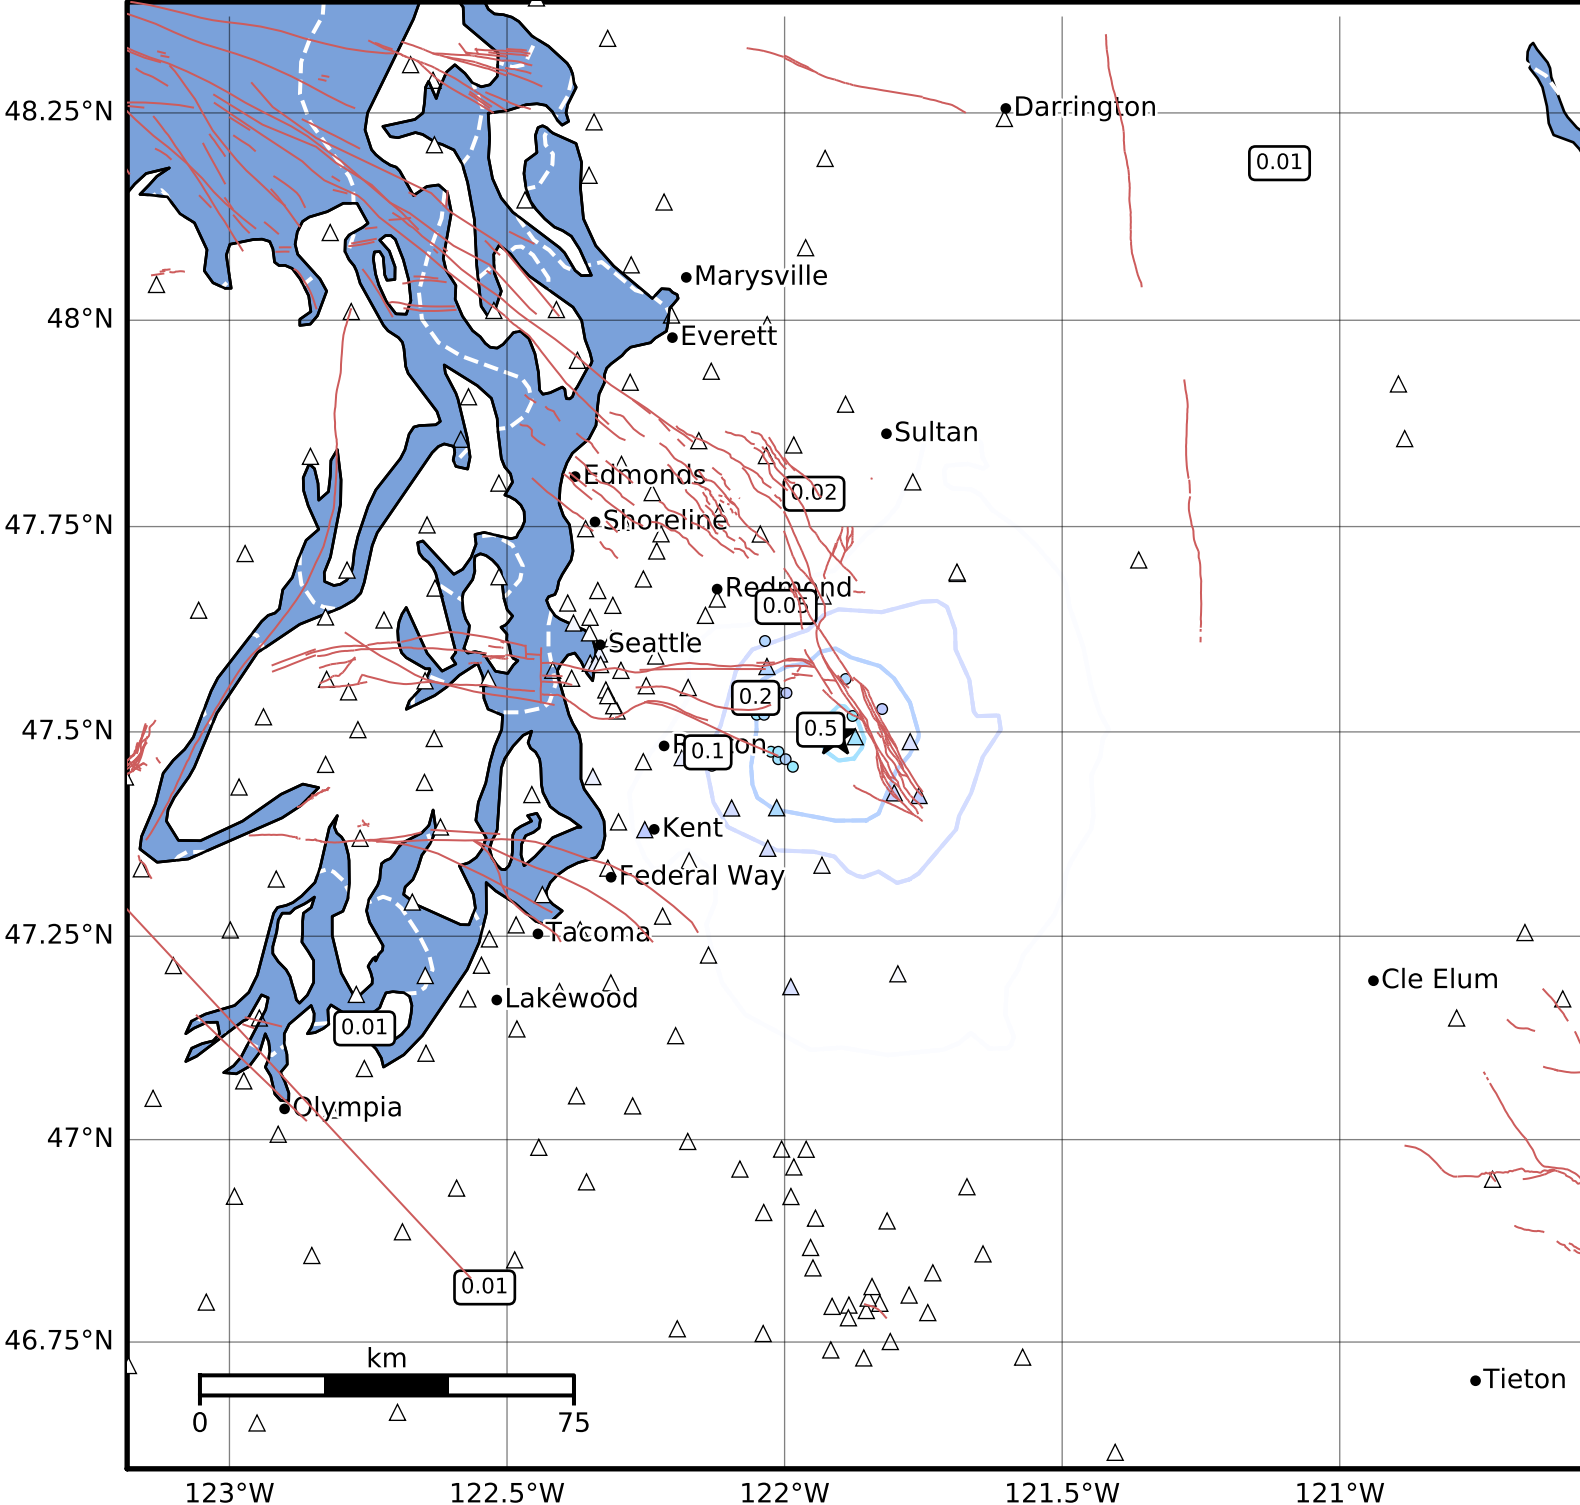 48.25°N
Darrington
0.01
Marysville
48°N
Everett
Sultan
Edmonds
0.02
Shoreline
47.75°N
Redmond
0.05
Seattle
0.2
0.5
47.5°N
0.1
Kent
Federal Way
47.25°N
Tacoma
Cle Elum
Lakewood
0.01
Olympia
47°N
0.01
46.75°N
km
0
75
Tieton
123°W
122.5°W
122°W
121.5°W
121°W